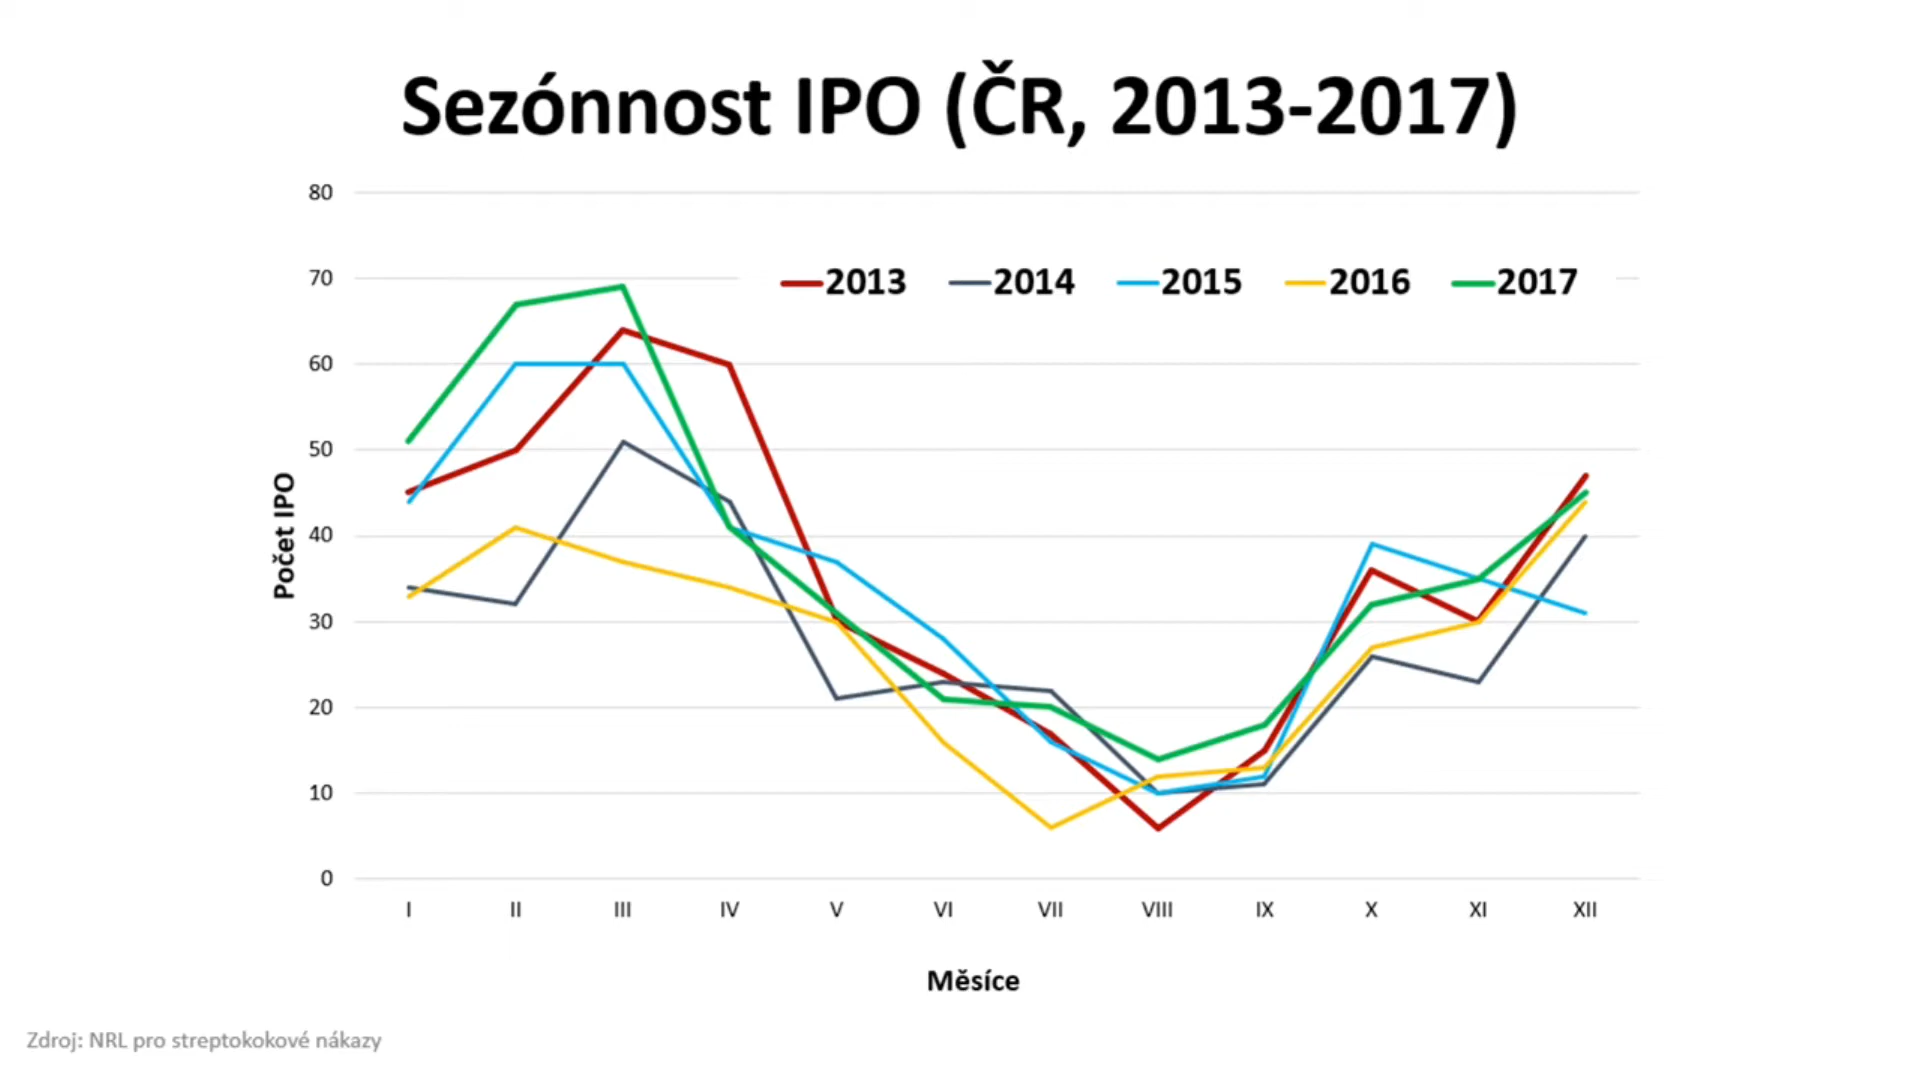 Sezónnost IPO (ČR, 2013-2017)
80
70
2013 2014 2015 2016 2017
60
50
Počet IPO
40
30
20
10
0
I II III IV V VI VII VIII IX X XI XII
Měsíce
Zdroj: NRL pro streptokokové nákazy